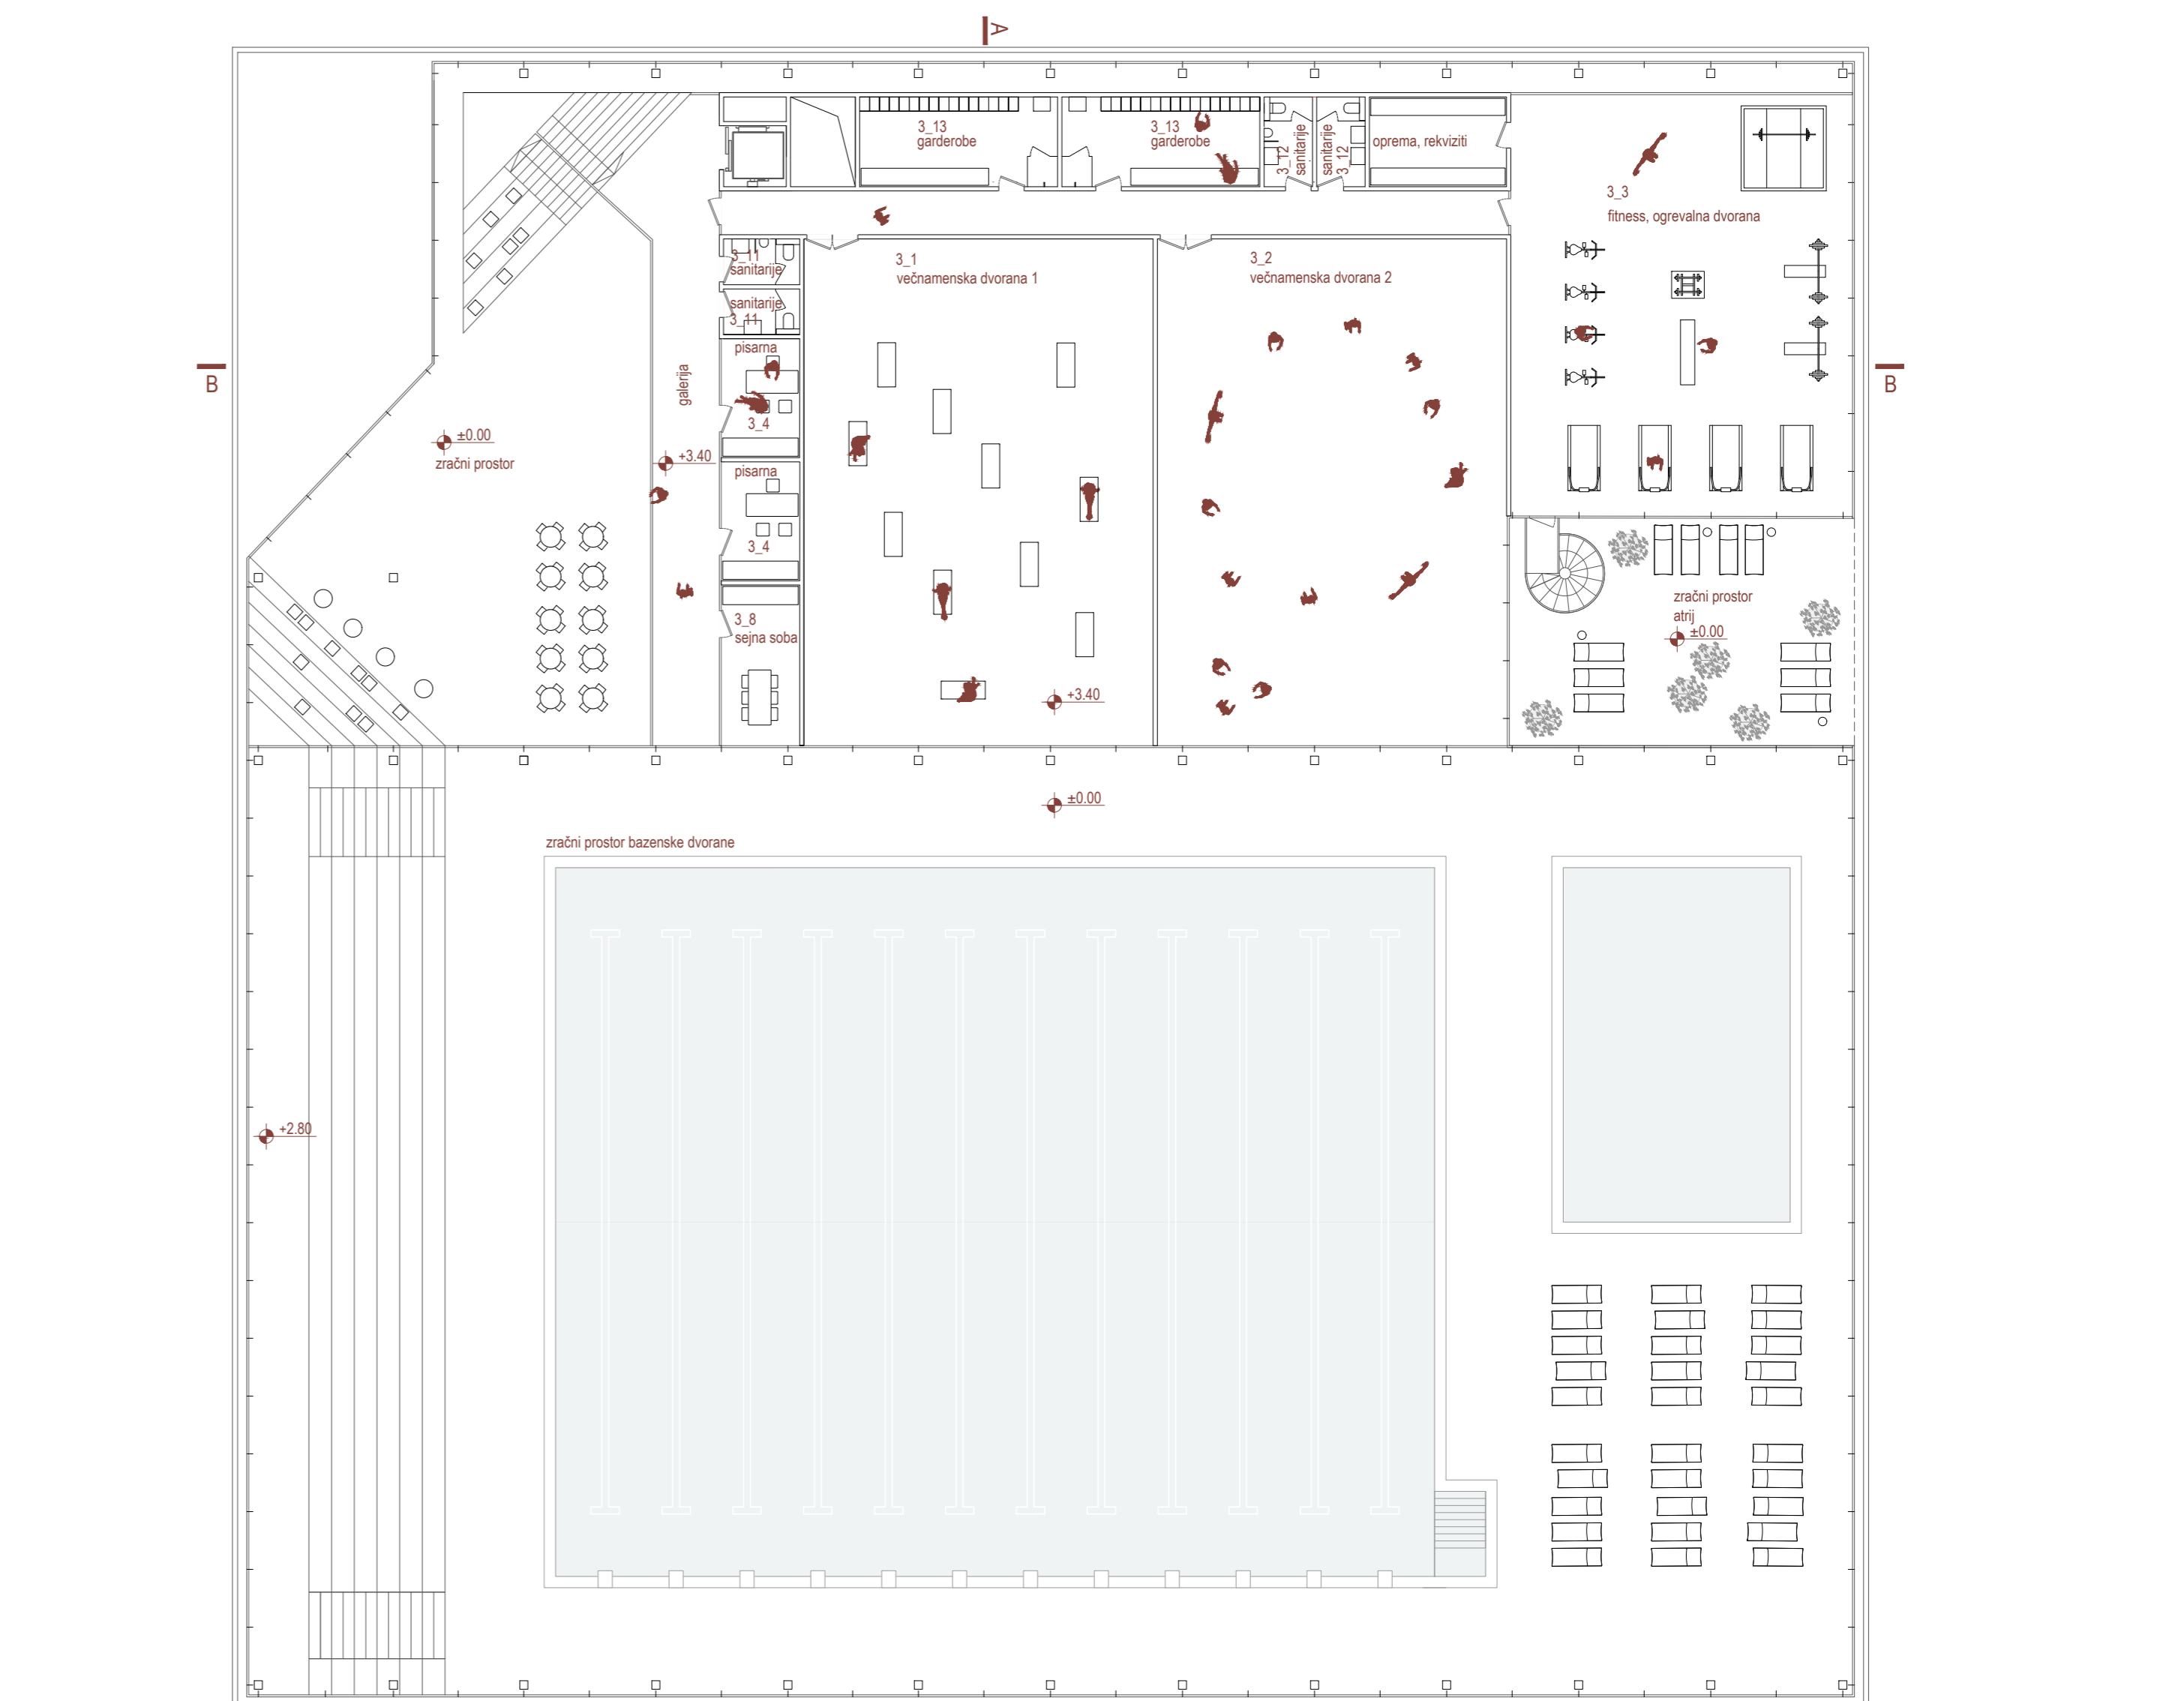 A
3_13
garderobe
3_13
garderobe
3_12
sanitarije
sanitarije
3_12
oprema, rekviziti
3_3
fitness, ogrevalna dvorana
3_11
sanitarije
sanitarije
3_11
3_1
večnamenska dvorana 1
3_2
večnamenska dvorana 2
pisarna
3_4
galerija
B
B
±0.00
zračni prostor
+3.40
pisarna
3_4
3_8
sejna soba
zračni prostor
atrij
±0.00
+3.40
±0.00
zračni prostor bazenske dvorane
+2.80